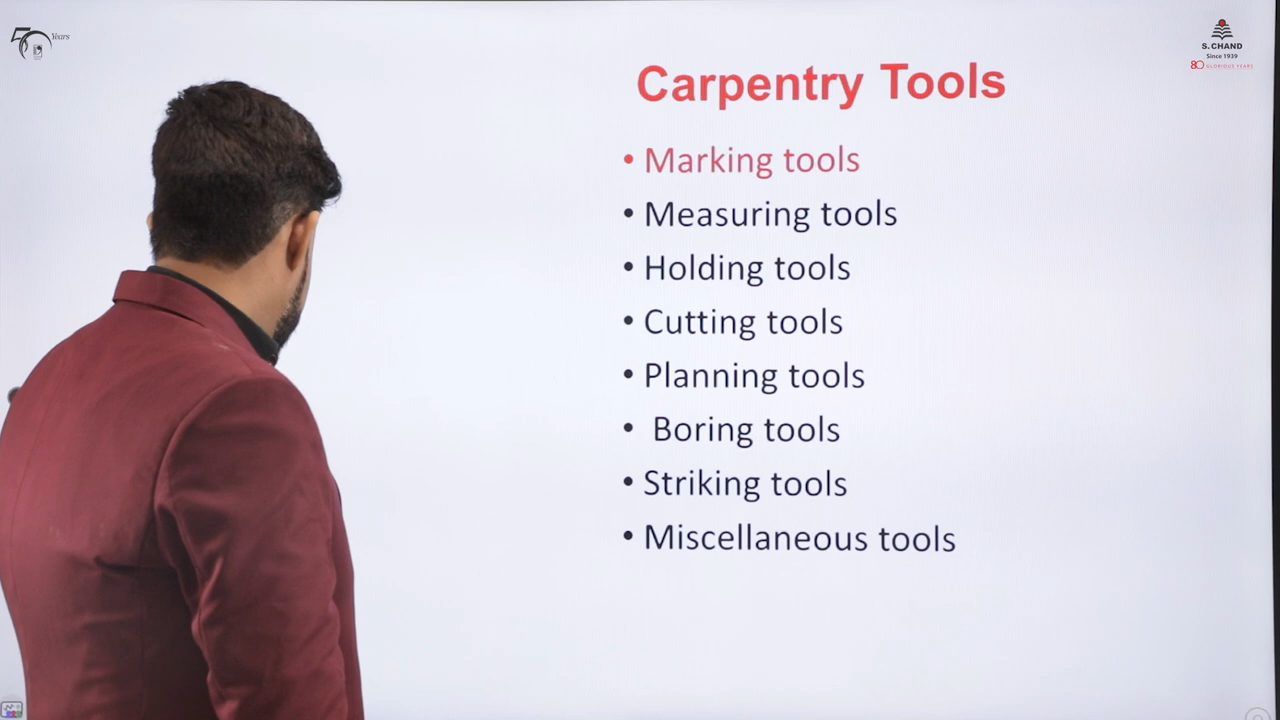 50 Years
S. CHAND
Since 1939
80 GLORIOUS YEARS
Carpentry Tools
• Marking tools
• Measuring tools
• Holding tools
• Cutting tools
• Planning tools
• Boring tools
• Striking tools
• Miscellaneous tools